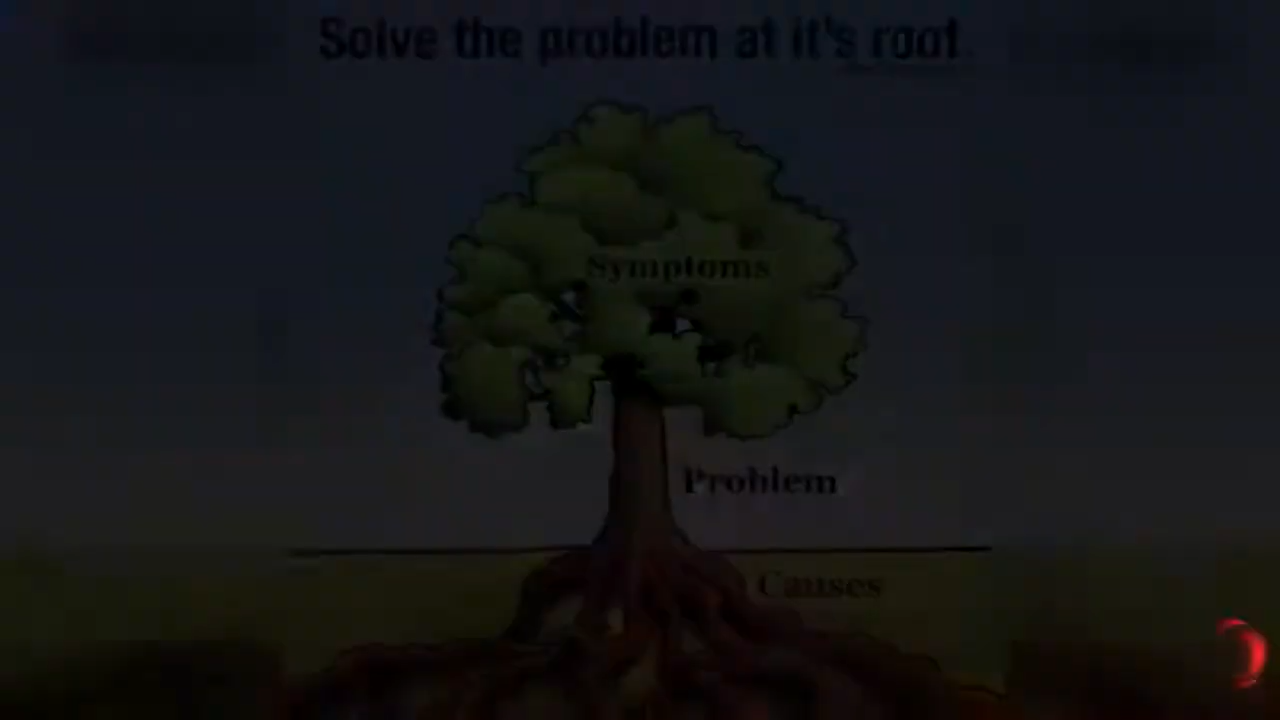 Solve the problem at it's root
Symptoms
Problem
Causes